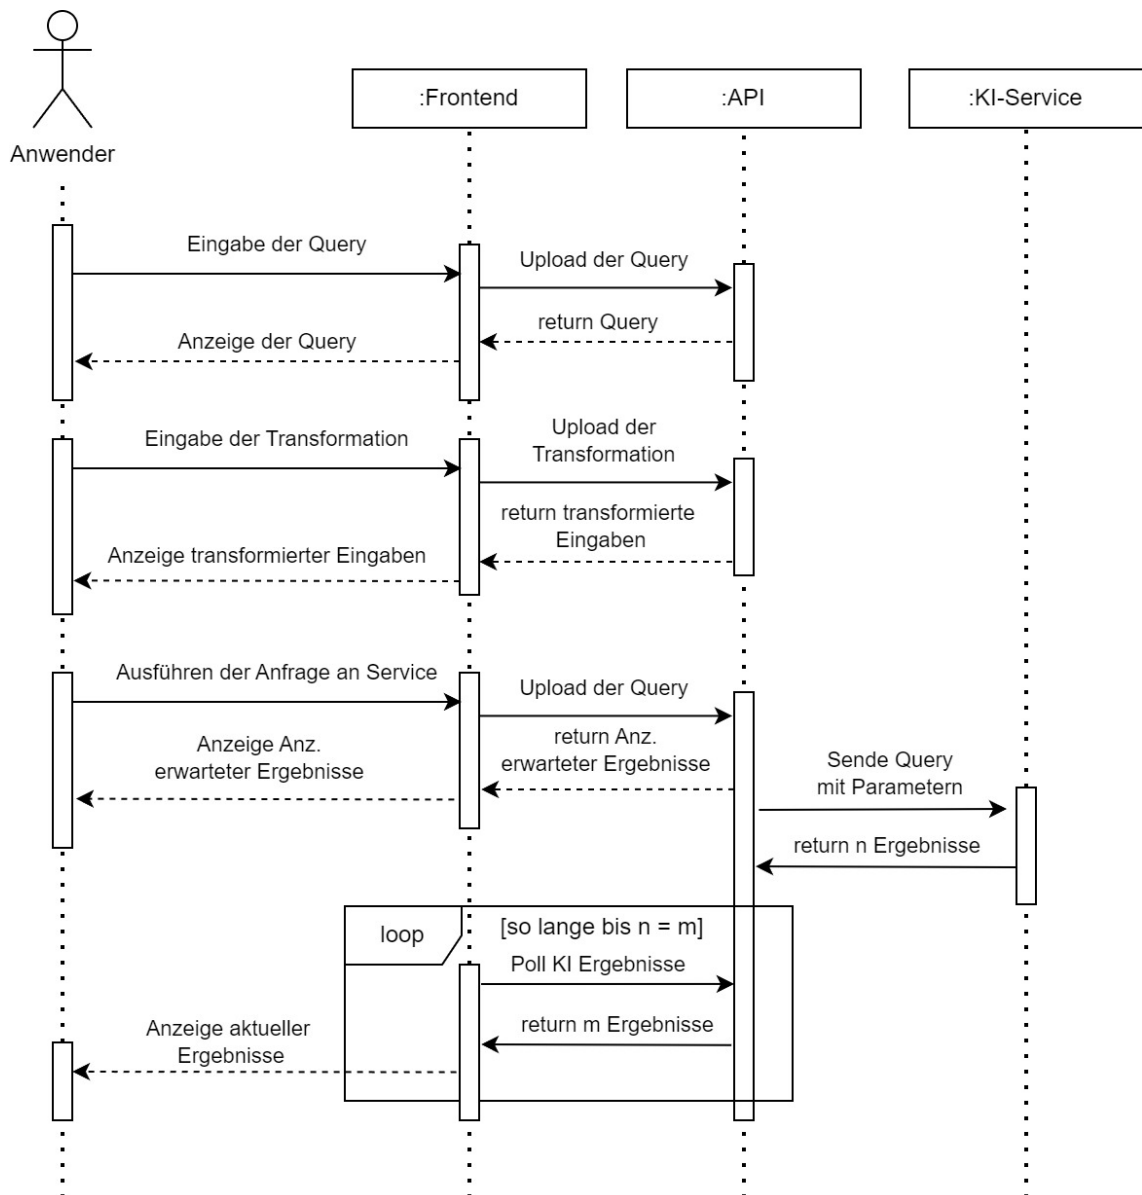 :Frontend
:API
:KI-Service
Anwender
Eingabe der Query
Upload der Query
return Query
Anzeige der Query
Eingabe der Transformation
Upload der
Transformation
return transformierte
Eingaben
Anzeige transformierter Eingaben
Ausführen der Anfrage an Service
Upload der Query
return Anz.
erwarteter Ergebnisse
Anzeige Anz.
erwarteter Ergebnisse
Sende Query
mit Parametern
return n Ergebnisse
loop
[so lange bis n = m]
Poll KI Ergebnisse
return m Ergebnisse
Anzeige aktueller
Ergebnisse